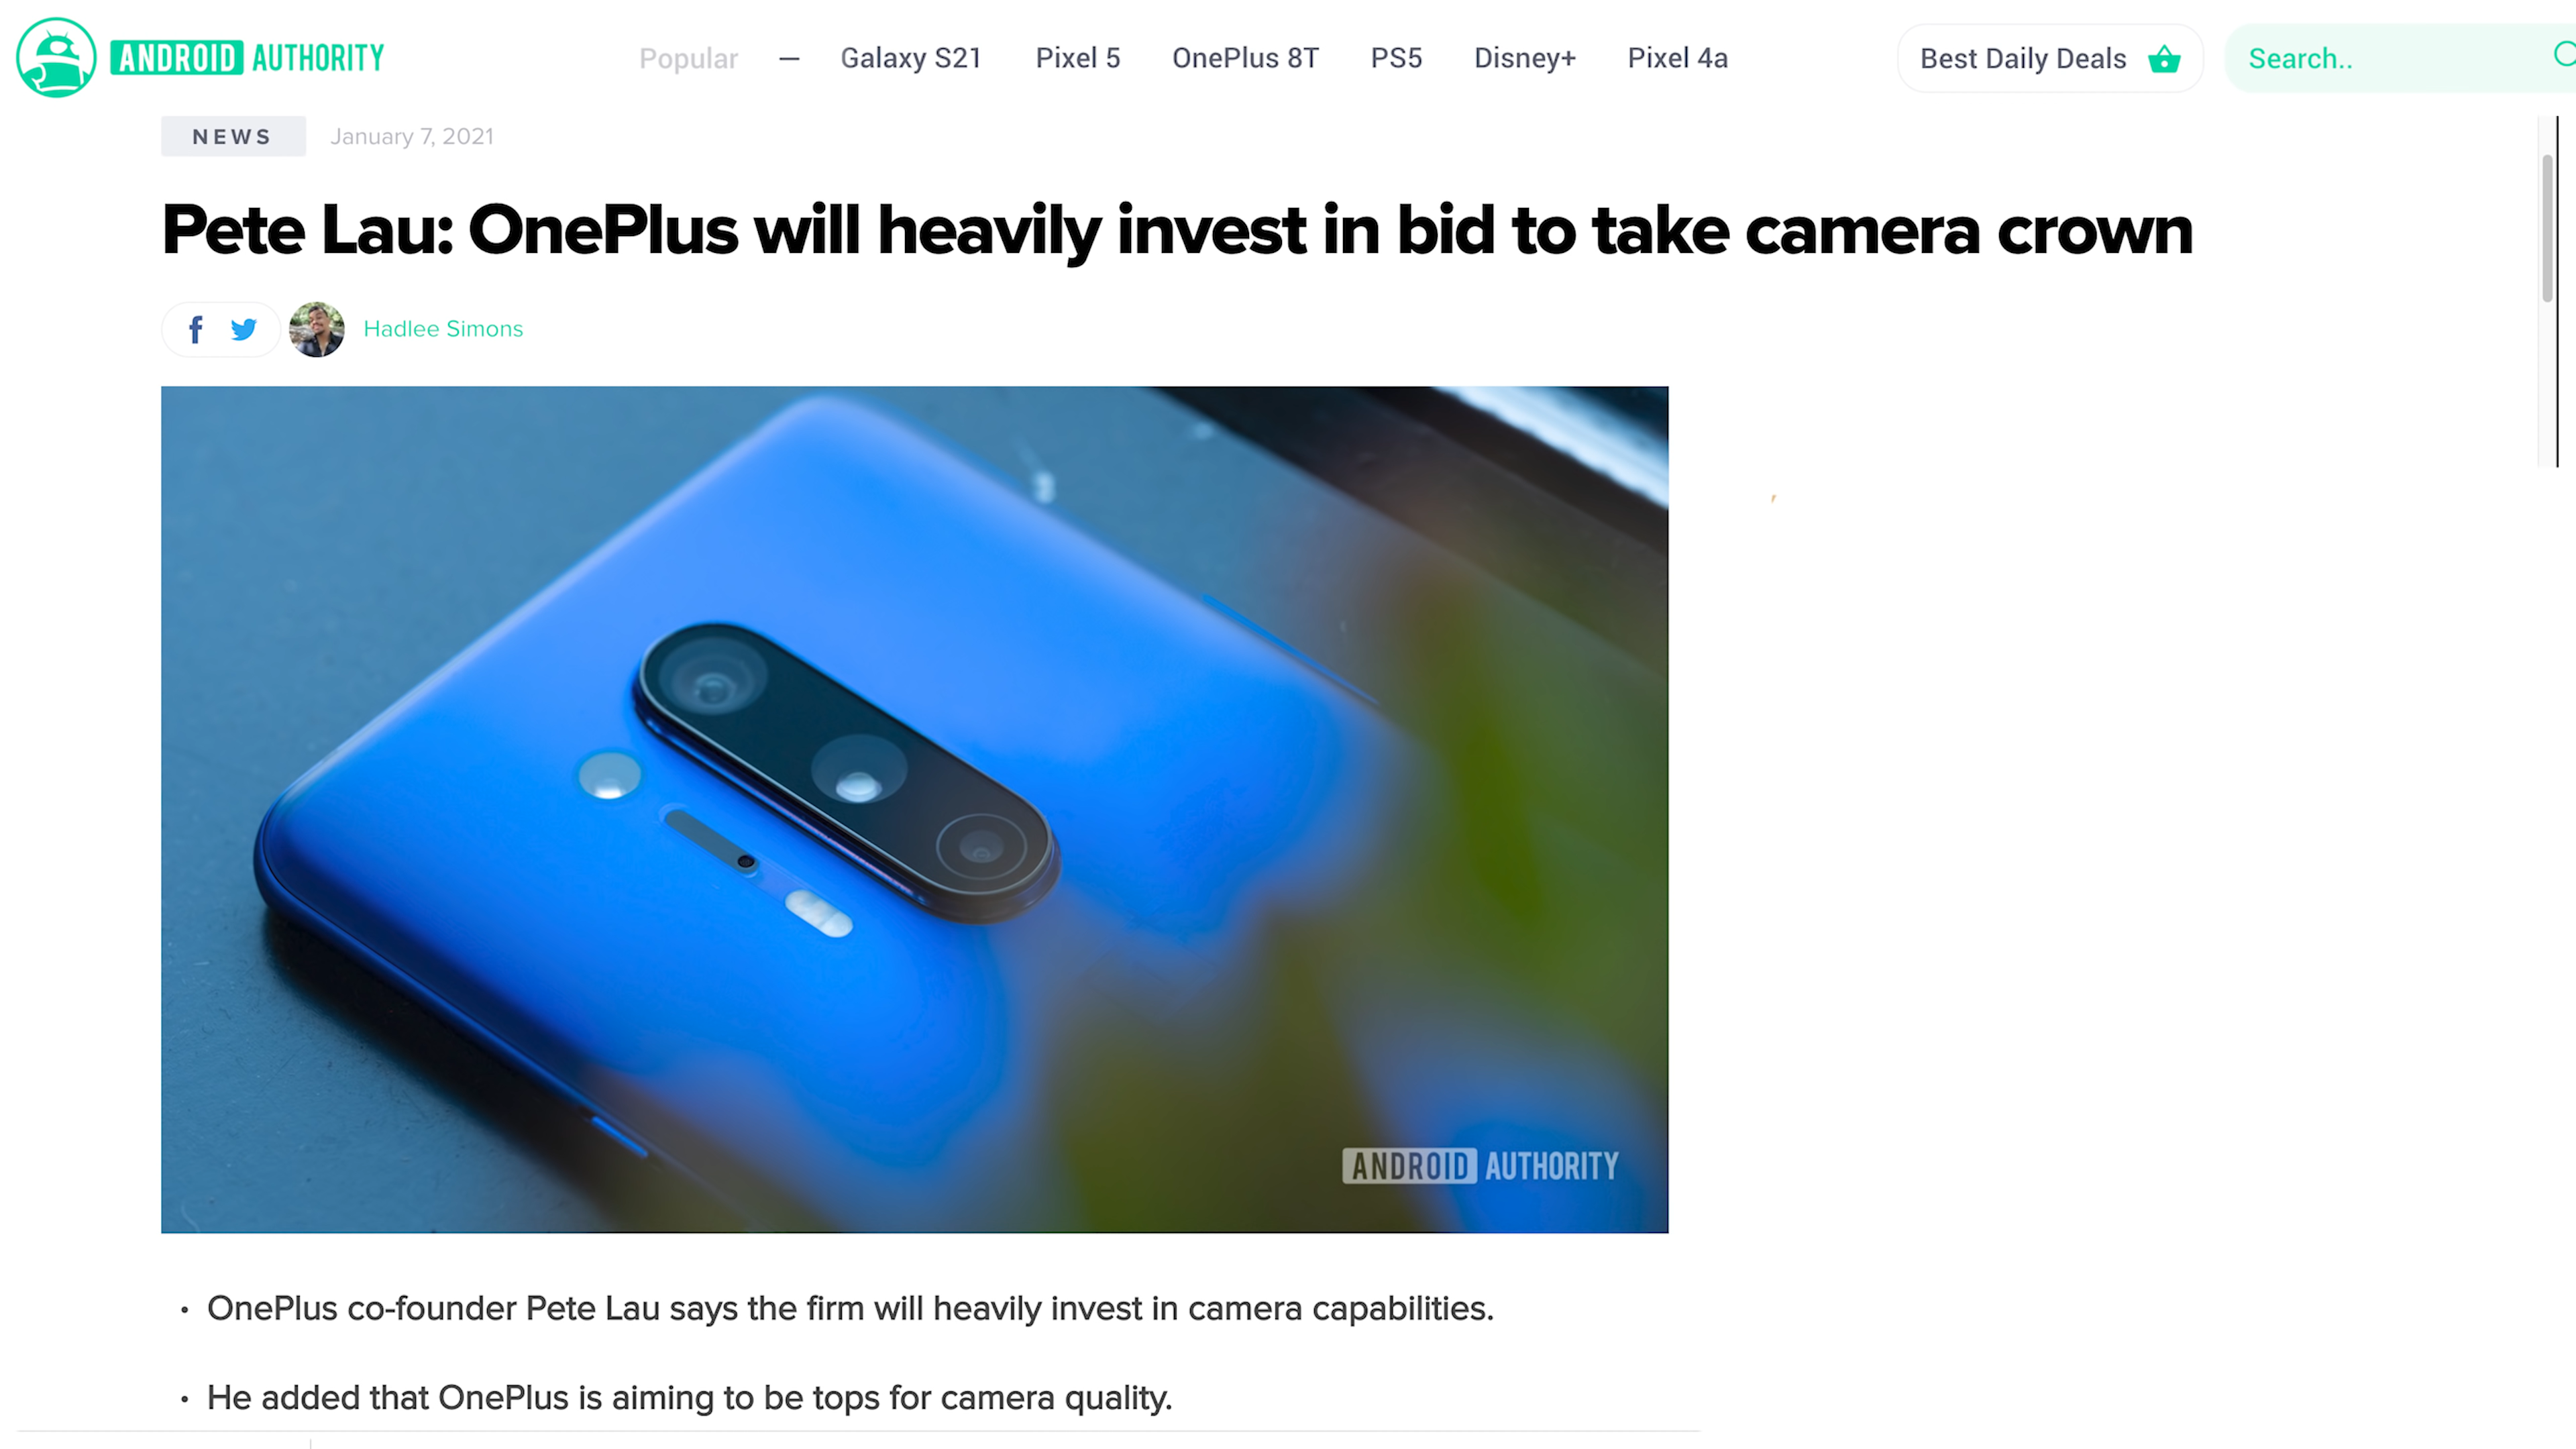 ANDROID AUTHORITY
Popular — Galaxy S21 Pixel 5 OnePlus 8T PS5 Disney+ Pixel 4a
Best Daily Deals
Search..
NEWS January 7, 2021
Pete Lau: OnePlus will heavily invest in bid to take camera crown
f Hadlee Simons
ANDROID AUTHORITY
• OnePlus co-founder Pete Lau says the firm will heavily invest in camera capabilities.
• He added that OnePlus is aiming to be tops for camera quality.